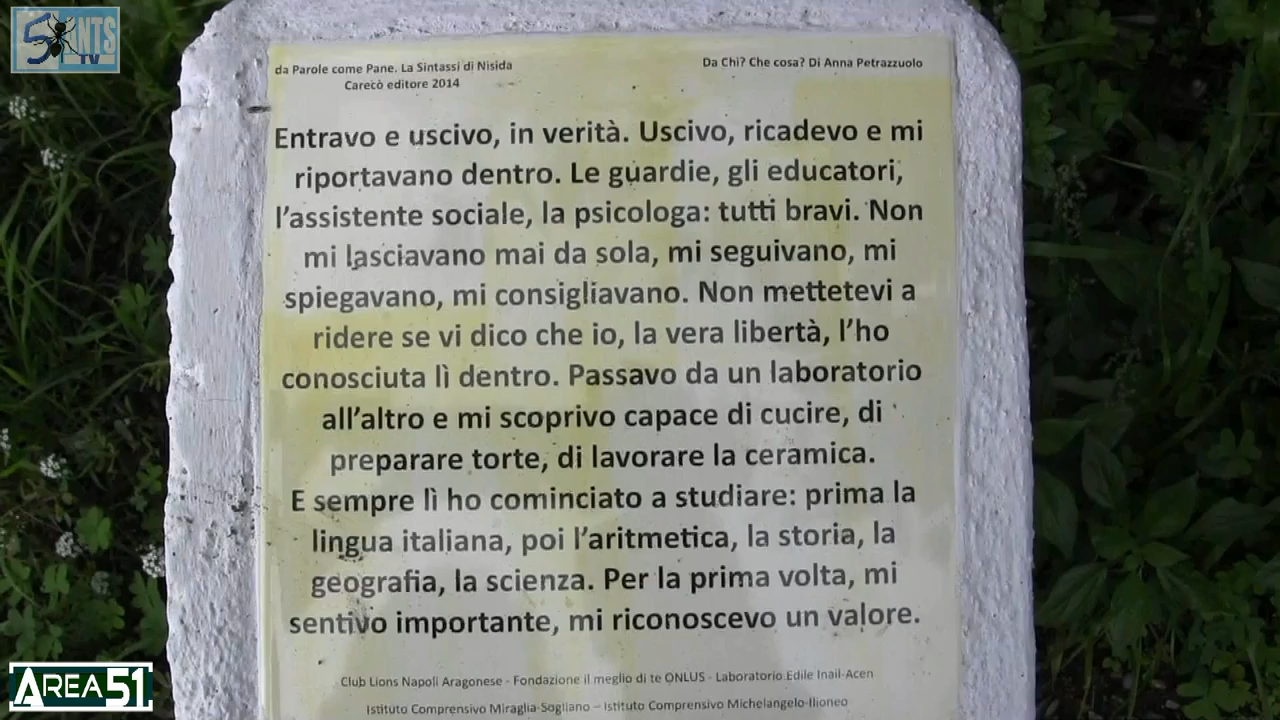 5 ANTS
TV
da Parole come Pane. La Sintassi di Nisida
Carecò editore 2014
Da Chi? Che cosa? Di Anna Petrazzuolo
Entravo e uscivo, in verità. Uscivo, ricadevo e mi
riportavano dentro. Le guardie, gli educatori,
l'assistente sociale, la psicologa: tutti bravi. Non
mi lasciavano mai da sola, mi seguivano, mi
spiegavano, mi consigliavano. Non mettetevi a
ridere se vi dico che io, la vera libertà, l'ho
conosciuta lì dentro. Passavo da un laboratorio
all'altro e mi scoprivo capace di cucire, di
preparare torte, di lavorare la ceramica.
E sempre lì ho cominciato a studiare: prima la
lingua italiana, poi l'aritmetica, la storia, la
geografia, la scienza. Per la prima volta, mi
sentivo importante, mi riconoscevo un valore.
Club Lions Napoli Aragonese - Fondazione il meglio di te ONLUS - Laboratorio Edile Inail-Acen
Istituto Comprensivo Miraglia-Sogliano – Istituto Comprensivo Michelangelo-Ilioneo
AREA51